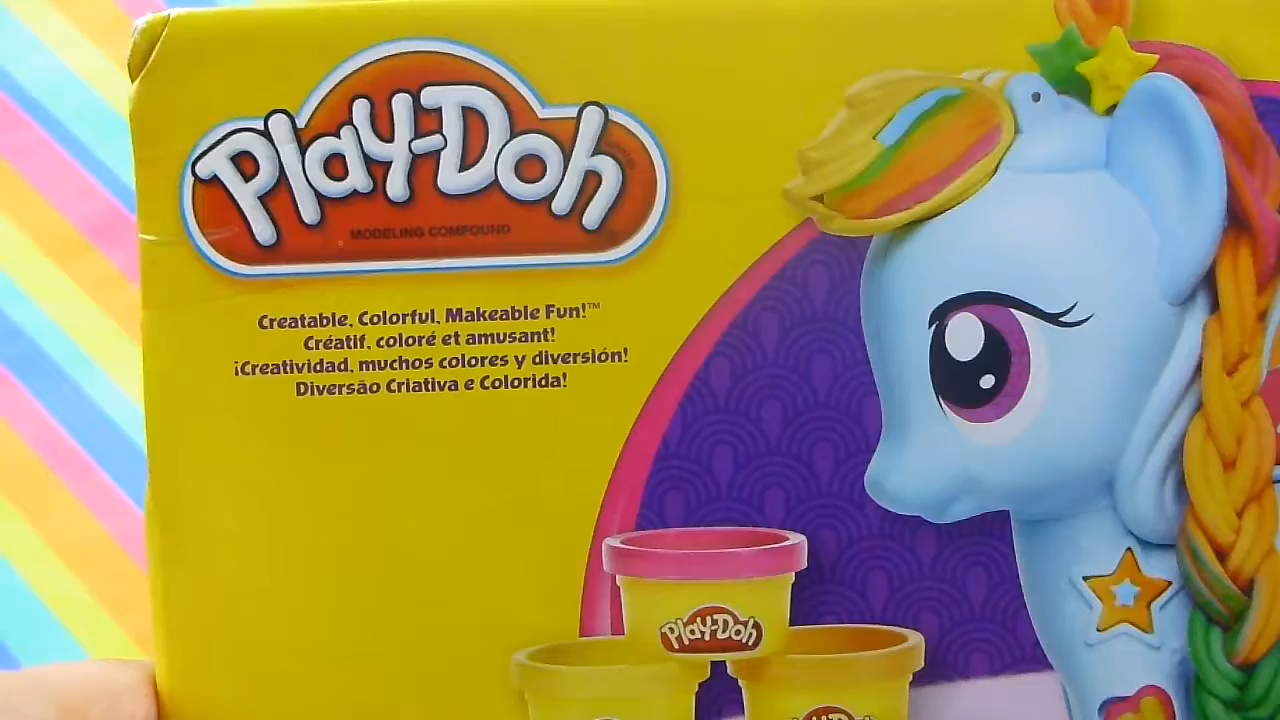 Play-Doh
MODELING COMPOUND
Creatable, Colorful, Makeable Fun!™
Créatif, coloré et amusant!
¡Creatividad, muchos colores y diversión!
Diversão Criativa e Colorida!
Play-Doh